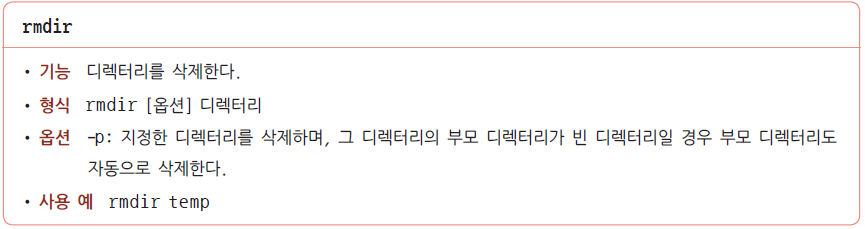 rmdir
• 기능 디렉터리를 삭제한다.
• 형식 rmdir [옵션] 디렉터리
• 옵션 -p: 지정한 디렉터리를 삭제하며, 그 디렉터리의 부모 디렉터리가 빈 디렉터리일 경우 부모 디렉터리도
자동으로 삭제한다.
• 사용 예 rmdir temp